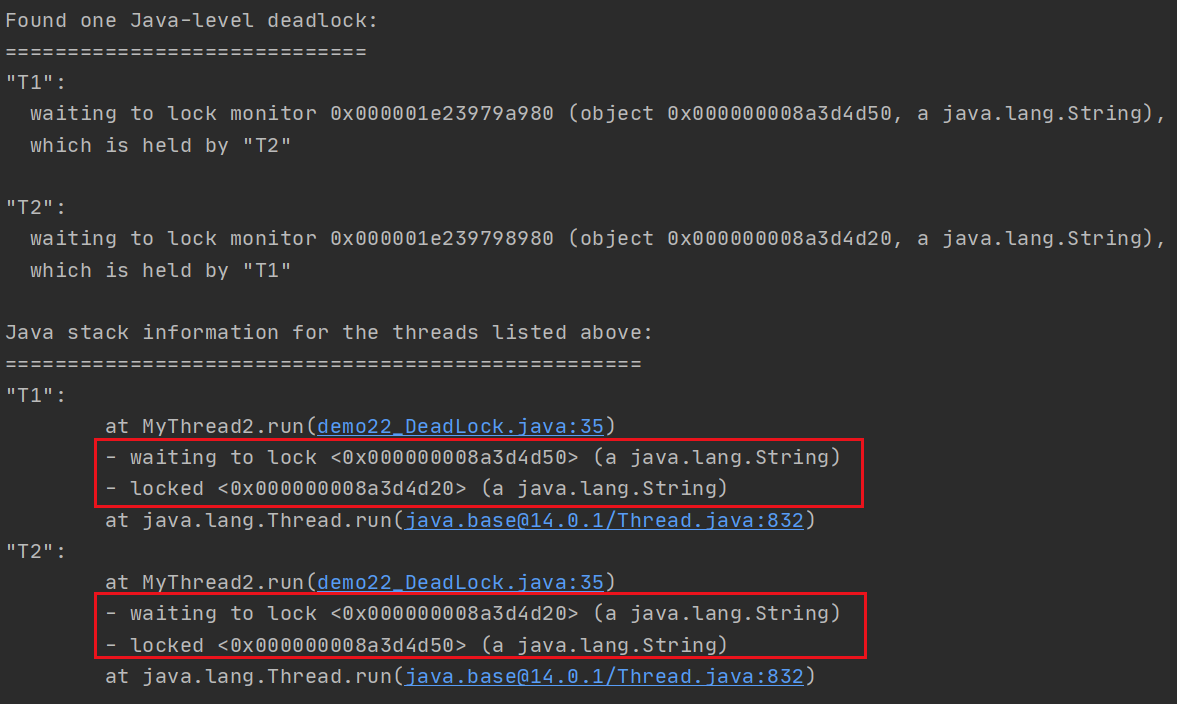 Found one Java-level deadlock:
=============================
"T1":
  waiting to lock monitor 0x000001e23979a980 (object 0x000000008a3d4d50, a java.lang.String),
  which is held by "T2"

"T2":
  waiting to lock monitor 0x000001e239798980 (object 0x000000008a3d4d20, a java.lang.String),
  which is held by "T1"

Java stack information for the threads listed above:
===================================================
"T1":
        at MyThread2.run(demo22_DeadLock.java:35)
        - waiting to lock <0x000000008a3d4d50> (a java.lang.String)
        - locked <0x000000008a3d4d20> (a java.lang.String)
        at java.lang.Thread.run(java.base@14.0.1/Thread.java:832)
"T2":
        at MyThread2.run(demo22_DeadLock.java:35)
        - waiting to lock <0x000000008a3d4d20> (a java.lang.String)
        - locked <0x000000008a3d4d50> (a java.lang.String)
        at java.lang.Thread.run(java.base@14.0.1/Thread.java:832)